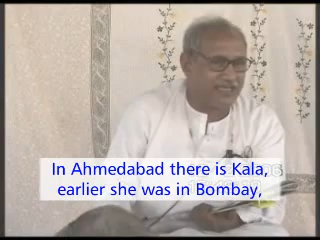 In Ahmedabad there is Kala,
earlier she was in Bombay,